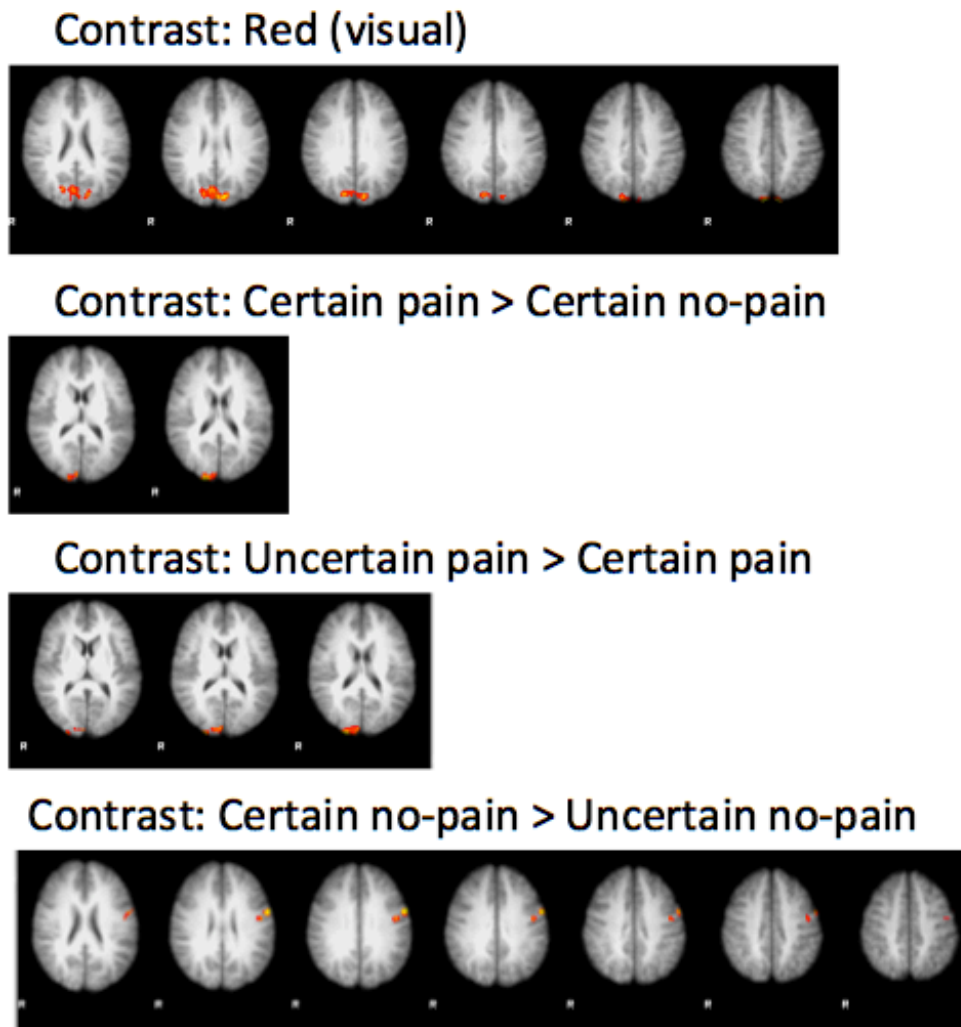 Contrast: Red (visual)
R R R R R R
Contrast: Certain pain > Certain no-pain
R R
Contrast: Uncertain pain > Certain pain
R R R
Contrast: Certain no-pain > Uncertain no-pain
R R R R R R R